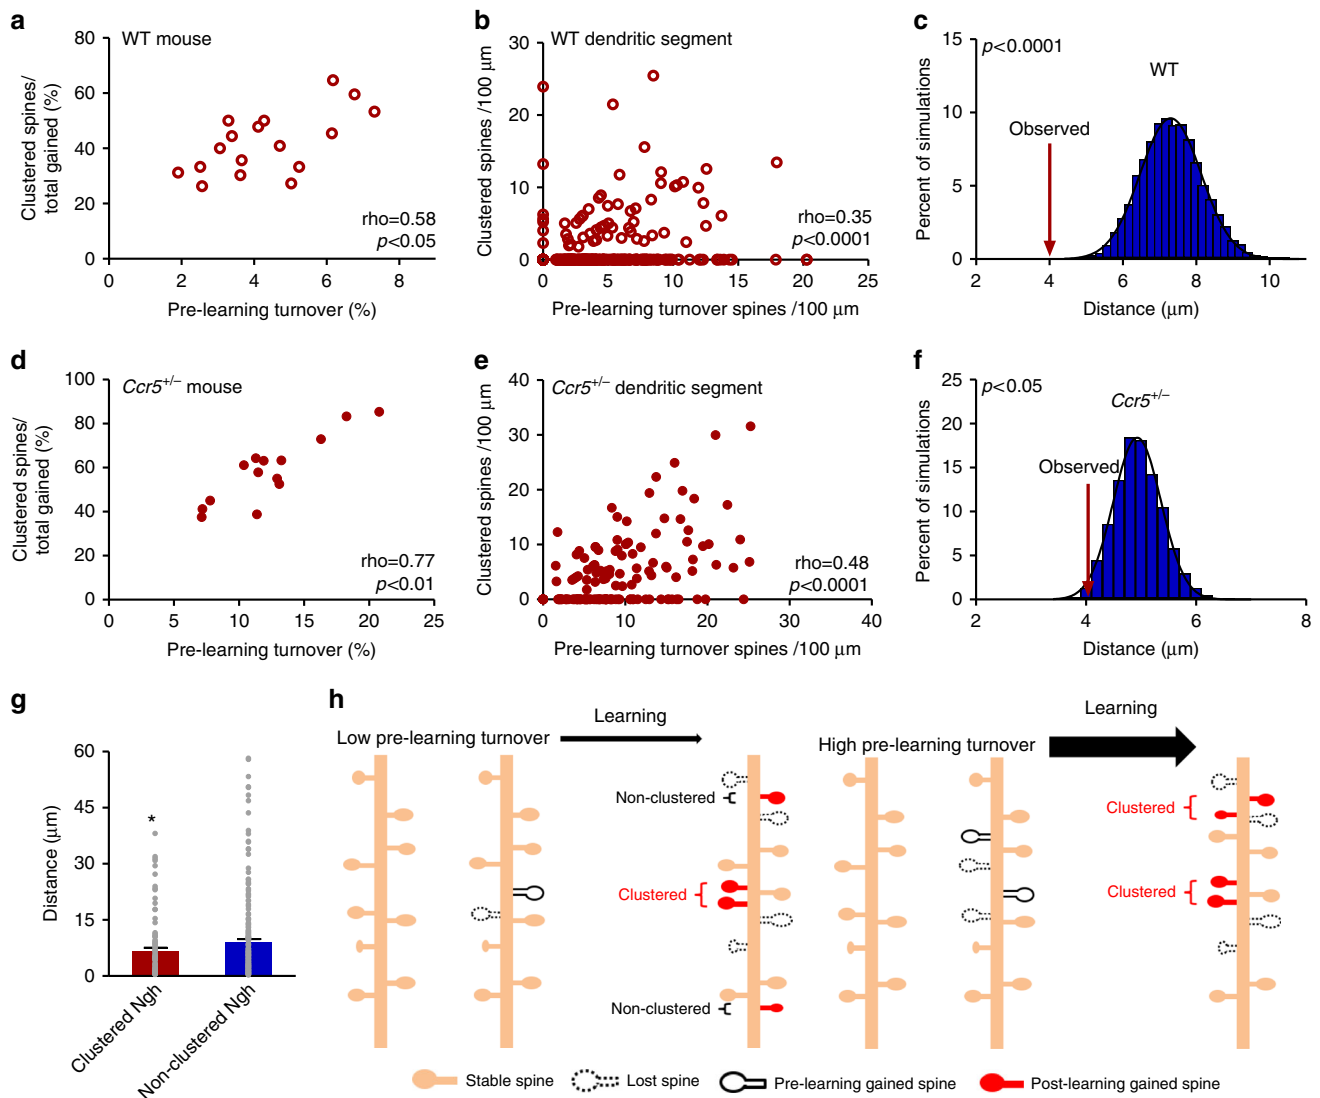 a
WT mouse
Clustered spines/
total gained (%)
80
60
40
20
0
0
2
4
6
8
rho=0.58
p<0.05
Pre-learning turnover (%)
b
WT dendritic segment
Clustered spines /100 µm
30
20
10
0
0
5
10
15
20
25
rho=0.35
p<0.0001
Pre-learning turnover spines /100 µm
c
p<0.0001
WT
Observed
Percent of simulations
15
10
5
0
2
4
6
8
10
Distance (µm)
d
Ccr5+/– mouse
Clustered spines/
total gained (%)
100
80
60
40
20
0
0
5
10
15
20
25
rho=0.77
p<0.01
Pre-learning turnover (%)
e
Ccr5+/– dendritic segment
Clustered spines /100 µm
40
30
20
10
0
0
10
20
30
40
rho=0.48
p<0.0001
Pre-learning turnover spines /100 µm
f
p<0.05
Ccr5+/–
Observed
Percent of simulations
25
20
15
10
5
0
2
4
6
8
Distance (µm)
g
Distance (µm)
60
45
30
15
0
*
Clustered Ngh
Non-clustered Ngh
h
Low pre-learning turnover
Learning
Non-clustered
Clustered
Non-clustered
High pre-learning turnover
Learning
Clustered
Clustered
Stable spine
Lost spine
Pre-learning gained spine
Post-learning gained spine